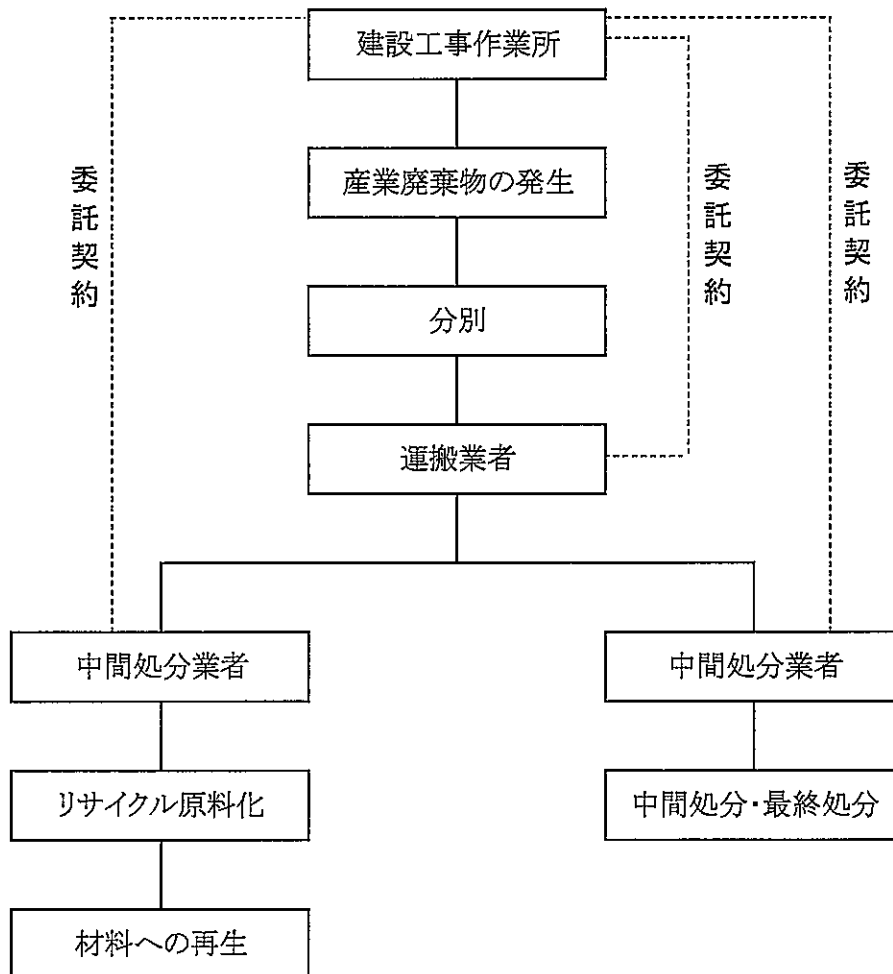 建設工事作業所
産業廃棄物の発生
分別
運搬業者
委託契約
委託契約
委託契約
中間処分業者
中間処分業者
リサイクル原料化
中間処分・最終処分
材料への再生